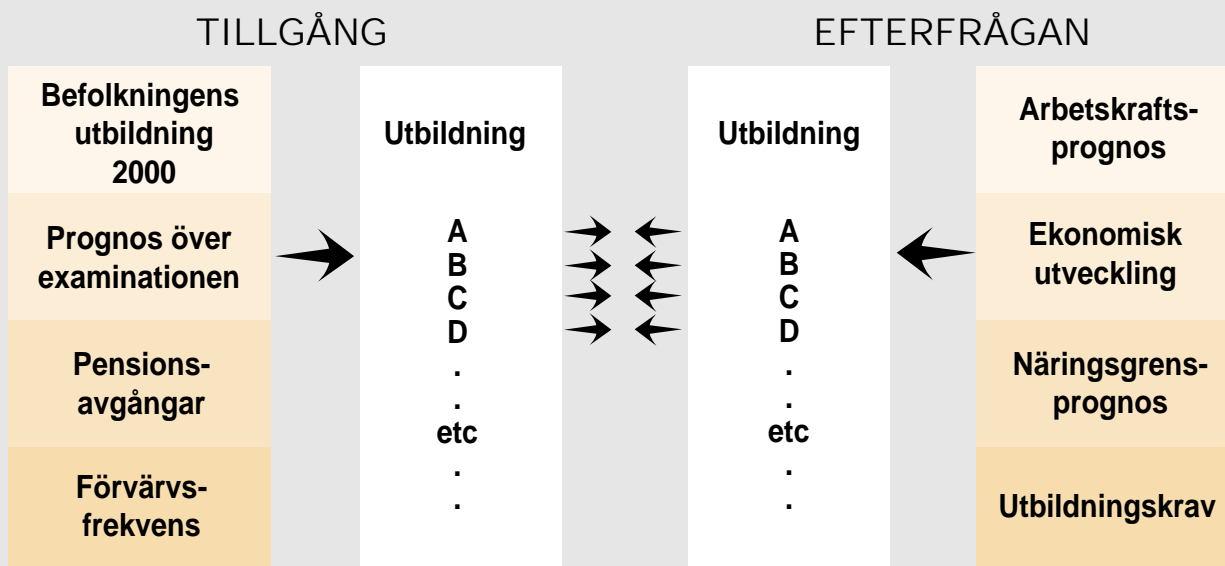 TILLGÅNG
EFTERFRÅGAN
Befolkningens
utbildning
2000
Prognos över
examinationen
Pensions-
avgångar
Förvärvs-
frekvens
Utbildning
A
B
C
D
.
.
etc
.
.
Utbildning
A
B
C
D
.
.
etc
.
.
Arbetskrafts-
prognos
Ekonomisk
utveckling
Näringsgrens-
prognos
Utbildningskrav